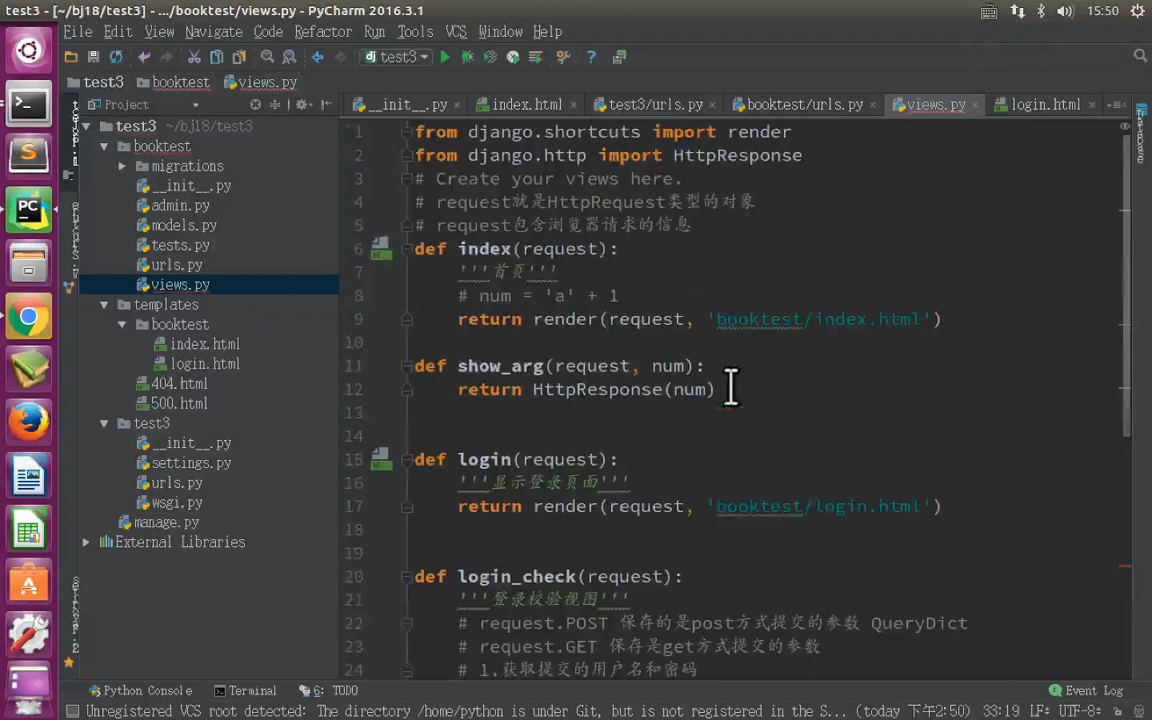 test3 - [~/bj18/test3] - .../booktest/views.py - PyCharm 2016.3.1
15:50
File Edit View Navigate Code Refactor Run Tools VCS Window Help
test3
test3 booktest views.py
Project
__init__.py index.html test3/urls.py booktest/urls.py views.py login.html
test3 ~/bj18/test3
booktest
migrations
__init__.py
admin.py
models.py
tests.py
urls.py
views.py
templates
booktest
index.html
login.html
404.html
500.html
test3
__init__.py
settings.py
urls.py
wsgi.py
manage.py
External Libraries
1 from django.shortcuts import render
2 from django.http import HttpResponse
3 # Create your views here.
4 # request就是HttpRequest类型的对象
5 # request包含浏览器请求的信息
6 def index(request):
7 '''首页'''
8 # num = 'a' + 1
9 return render(request, 'booktest/index.html')
10
11 def show_arg(request, num):
12 return HttpResponse(num)
13
14
15 def login(request):
16 '''显示登录页面'''
17 return render(request, 'booktest/login.html')
18
19
20 def login_check(request):
21 '''登录校验视图'''
22 # request.POST 保存的是post方式提交的参数 QueryDict
23 # request.GET 保存是get方式提交的参数
24 # 1.获取提交的用户名和密码
Python Console Terminal 6: TODO Event Log
Unregistered VCS root detected: The directory /home/python is under Git, but is not registered in the S... (today 下午2:50) 33:19 LF÷ UTF-8÷